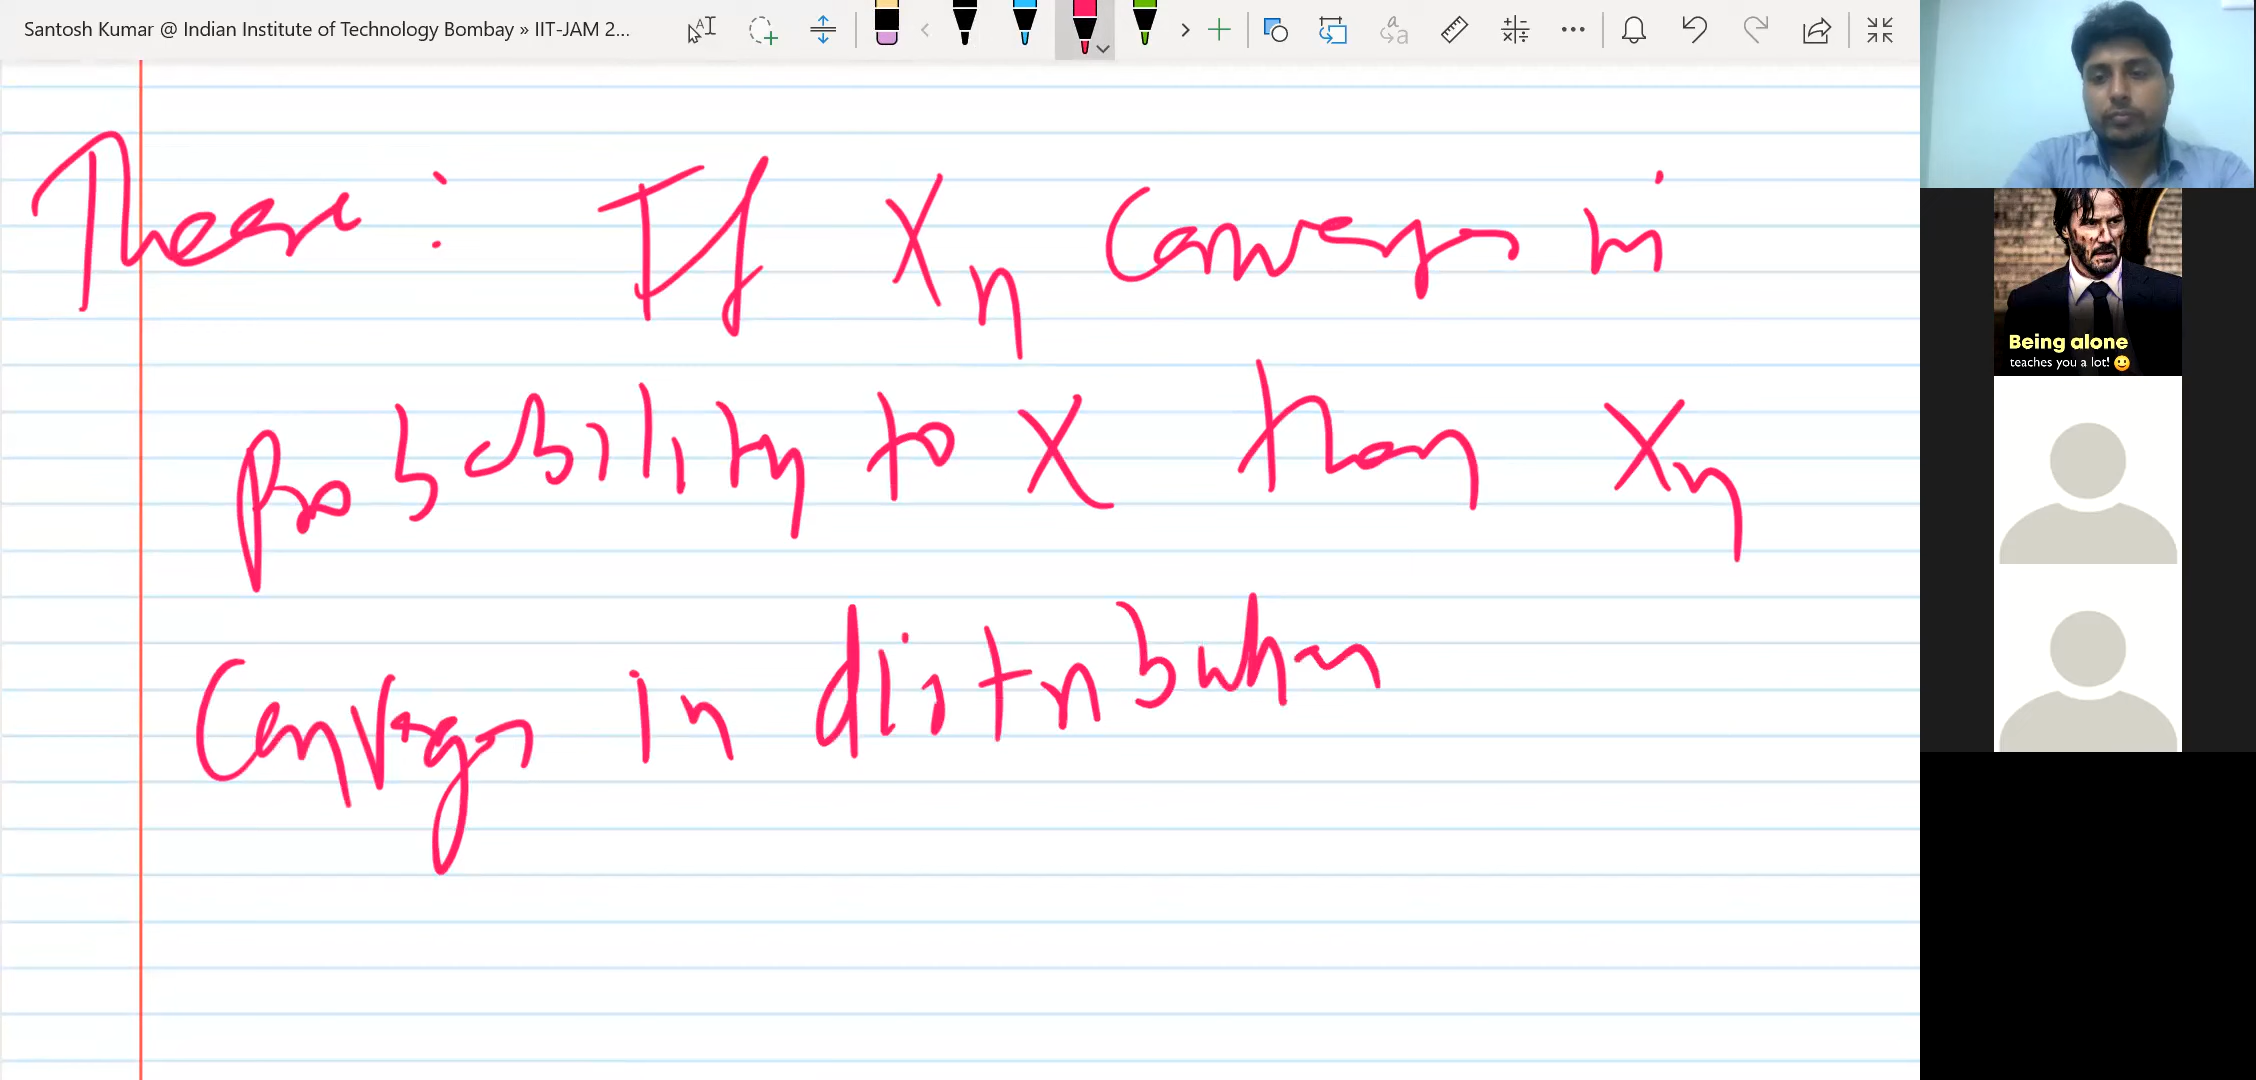 Santosh Kumar @ Indian Institute of Technology Bombay » IIT-JAM 2...
Theorem : If Xn Converges in
probability to X then Xn
Converges in distribution
Being alone
teaches you a lot!